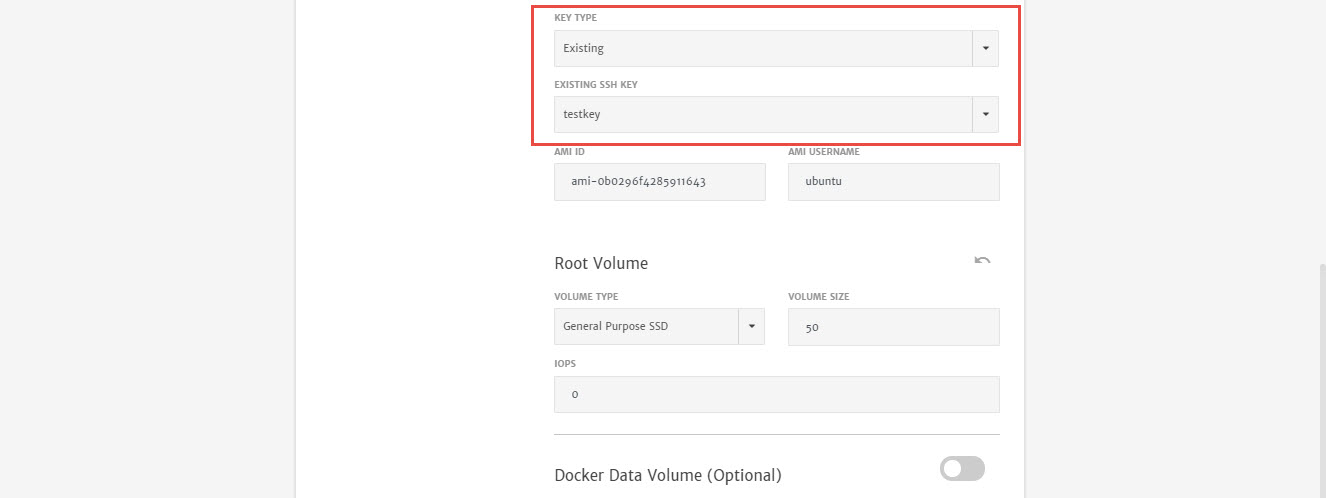 KEY TYPE
Existing
EXISTING SSH KEY
testkey
AMI ID AMI USERNAME
ami-0b0296f4285911643 ubuntu
Root Volume
VOLUME TYPE VOLUME SIZE
General Purpose SSD 50
IOPS
0
Docker Data Volume (Optional)